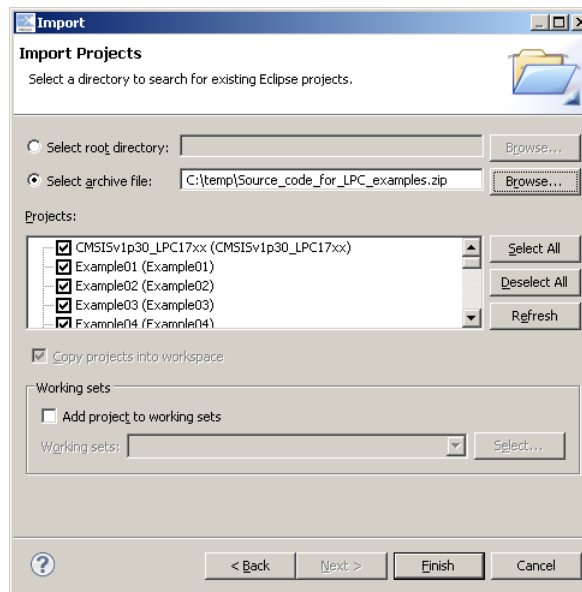 Import
Import Projects
Select a directory to search for existing Eclipse projects.
Select root directory:
Browse...
Select archive file:
C:\temp\Source_code_for_LPC_examples.zip
Browse...
Projects:
CMSISv1p30_LPC17xx (CMSISv1p30_LPC17xx)
Example01 (Example01)
Example02 (Example02)
Example03 (Example03)
Example04 (Example04)
Select All
Deselect All
Refresh
Copy projects into workspace
Working sets
Add project to working sets
Working sets:
Select...
?
< Back
Next >
Finish
Cancel